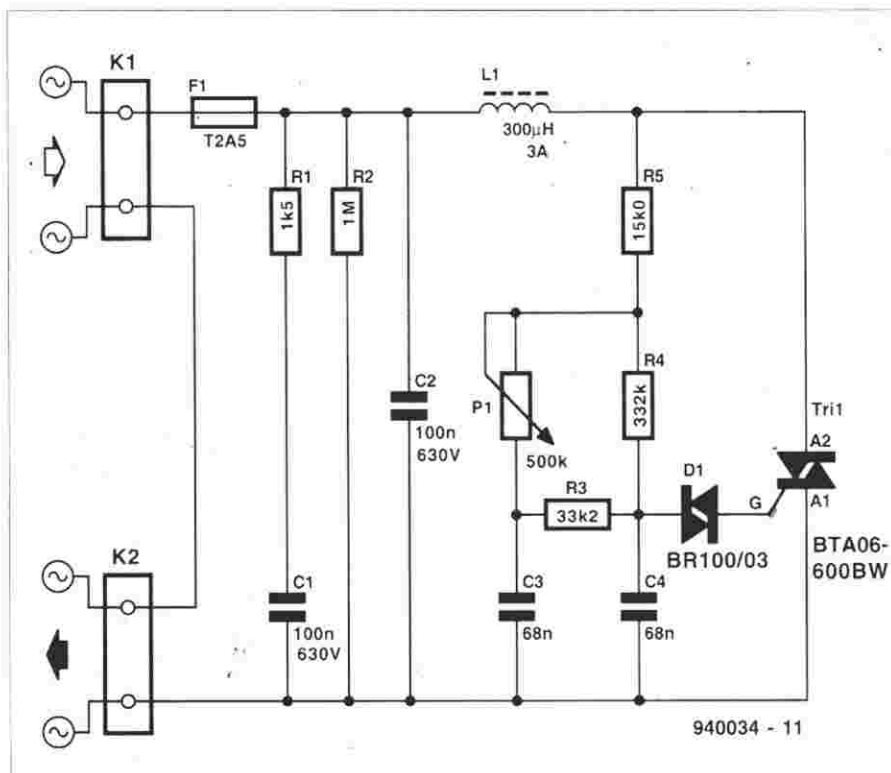 K1
F1
T2A5
L1
300µH
3A
R1
1k5
R2
1M
R5
15k0
C2
100n
630V
P1
500k
R4
332k
Tri1
A2
A1
D1
G
R3
33k2
BR100/03
BTA06-
600BW
K2
C1
100n
630V
C3
68n
C4
68n
940034 - 11